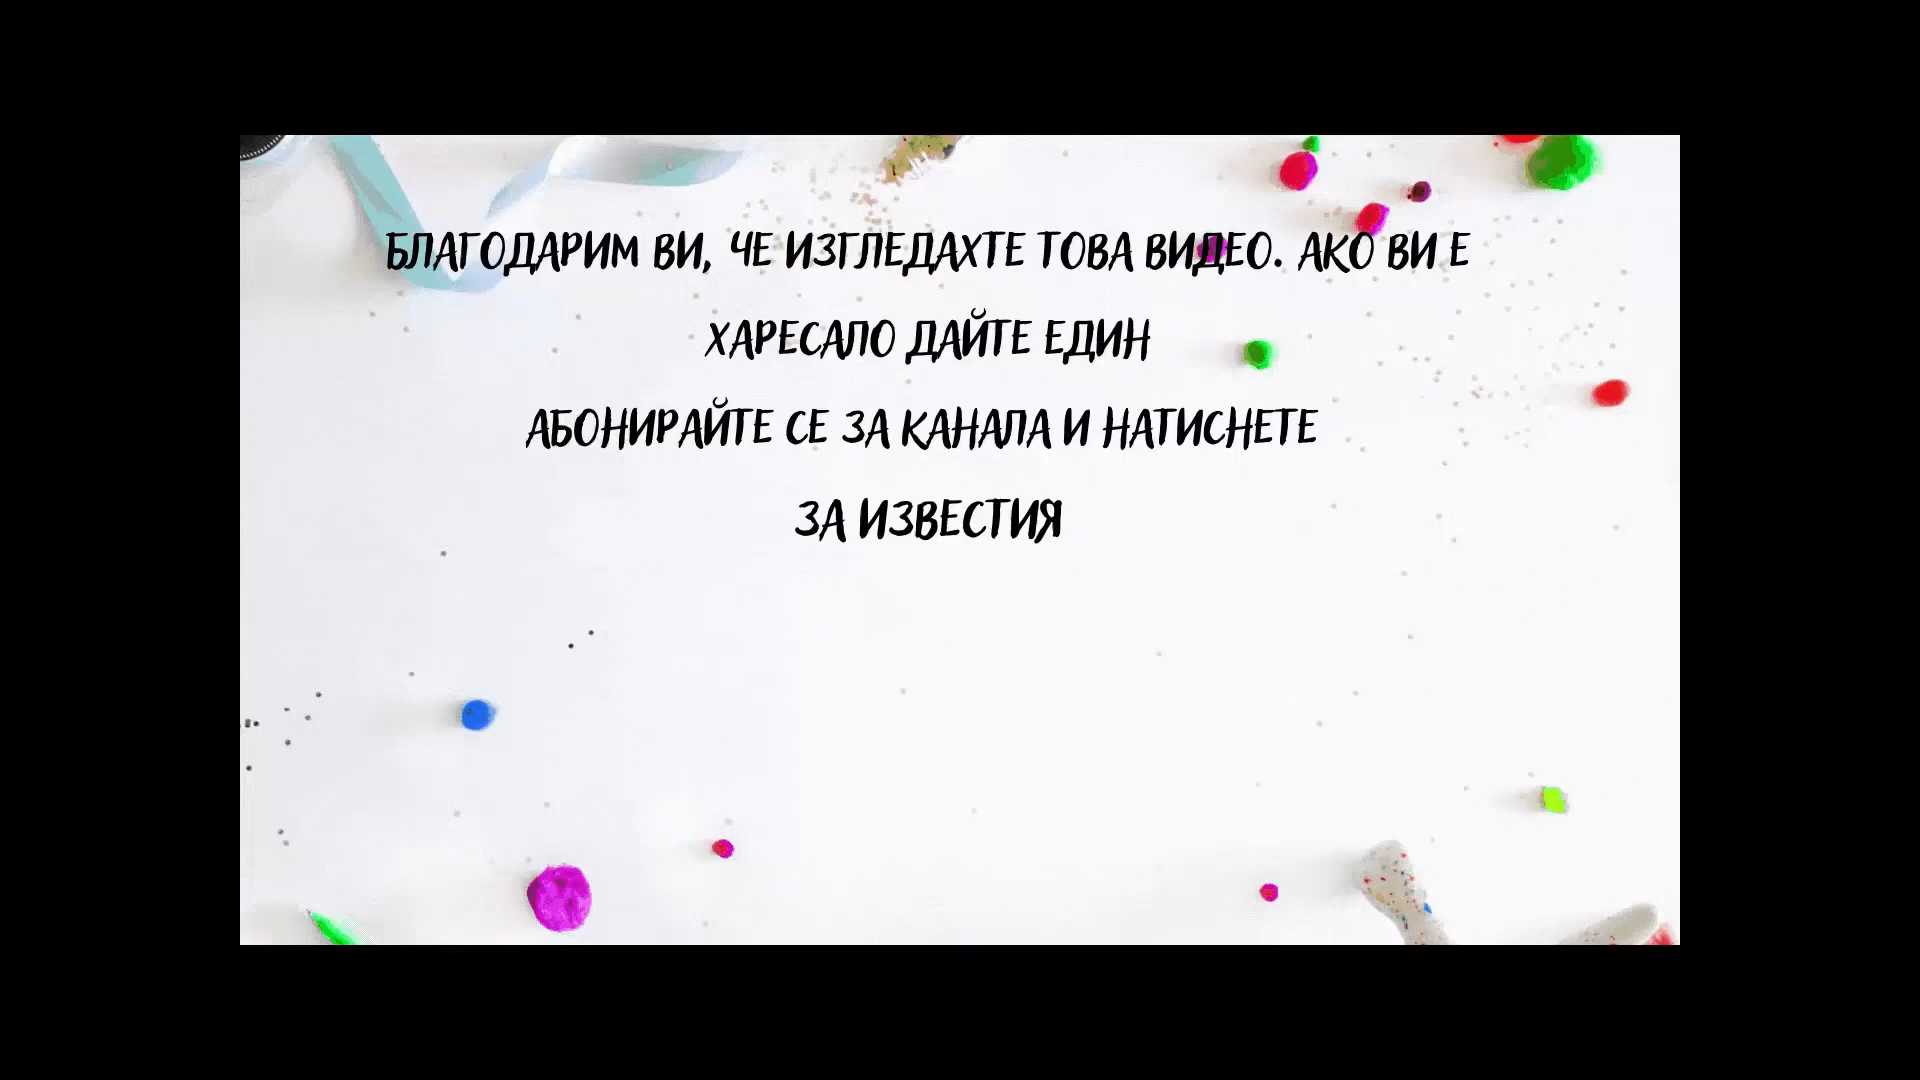 БЛАГОДАРИМ ВИ, ЧЕ ИЗГЛЕДАХТЕ ТОВА ВИДЕО. АКО ВИ Е
ХАРЕСАЛО ДАЙТЕ ЕДИН
АБОНИРАЙТЕ СЕ ЗА КАНАЛА И НАТИСНЕТЕ
ЗА ИЗВЕСТИЯ